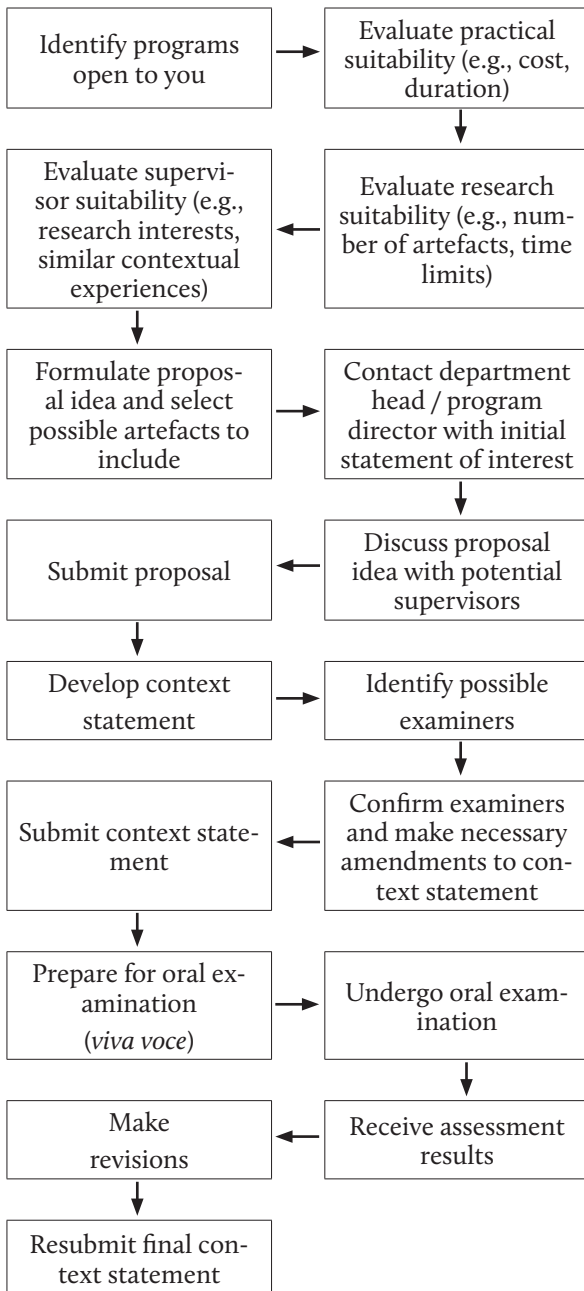 Identify programs
open to you
Evaluate practical
suitability (e.g., cost,
duration)
Evaluate research
suitability (e.g., num-
ber of artefacts, time
limits)
Evaluate supervi-
sor suitability (e.g.,
research interests,
similar contextual
experiences)
Formulate propos-
al idea and select
possible artefacts to
include
Contact department
head / program
director with initial
statement of interest
Discuss proposal
idea with potential
supervisors
Submit proposal
Develop context
statement
Identify possible
examiners
Confirm examiners
and make necessary
amendments to con-
text statement
Submit context state-
ment
Prepare for oral ex-
amination
(viva voce)
Undergo oral exam-
ination
Receive assessment
results
Make
revisions
Resubmit final con-
text statement